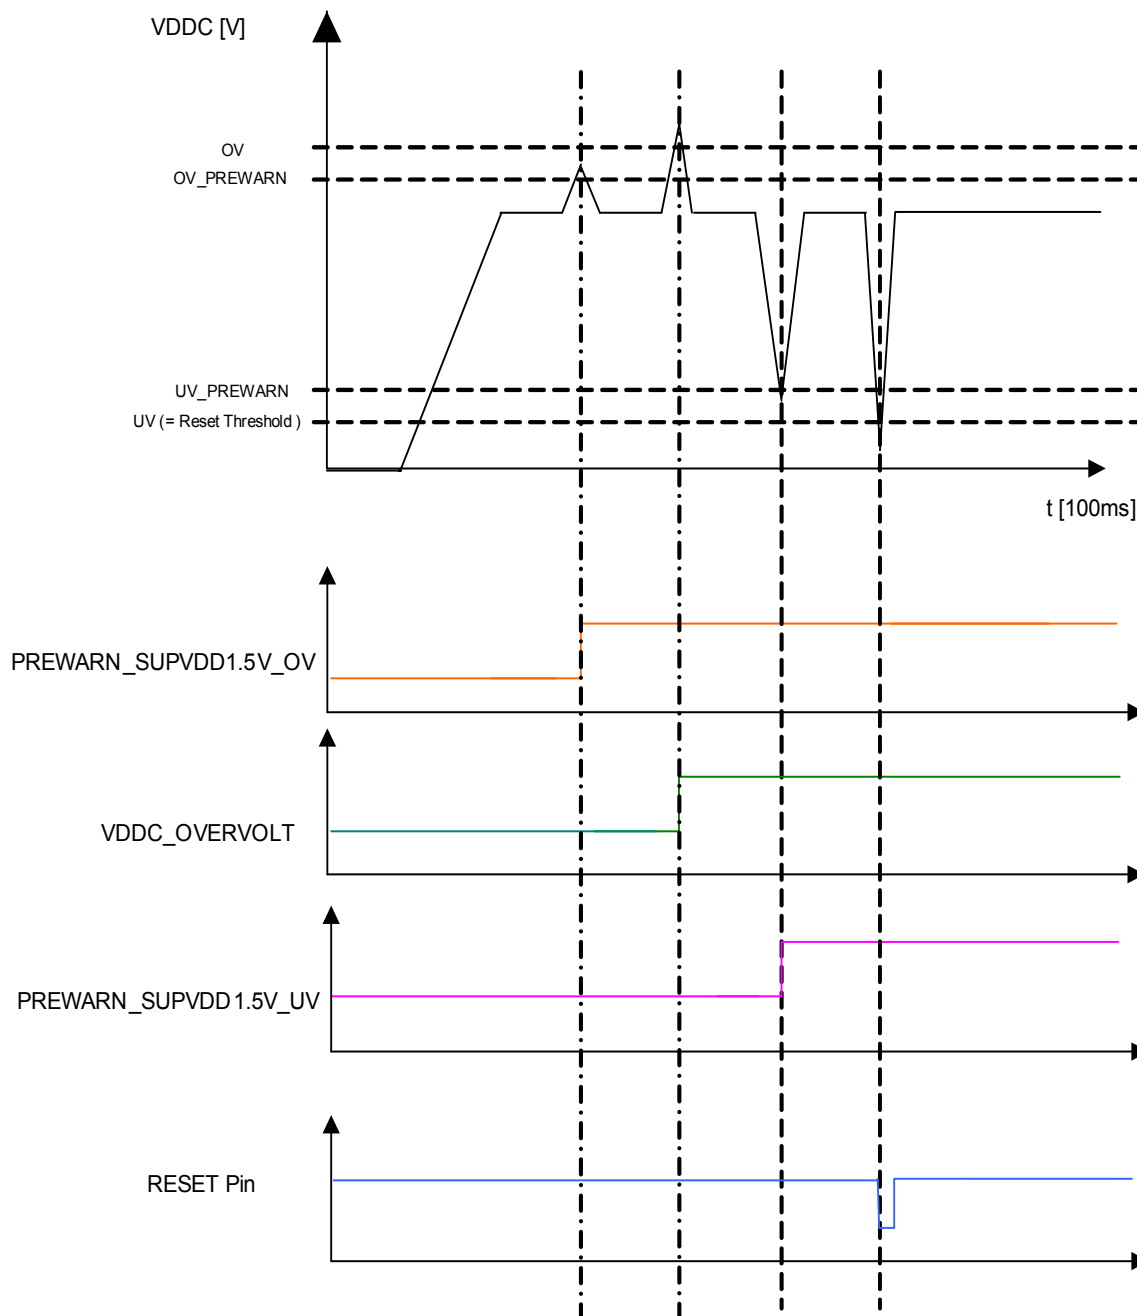 VDDC [V]
OV
OV_PREWARN
UV_PREWARN
UV (= Reset Threshold )
t [100ms]
PREWARN_SUPVDD1.5V_OV
VDDC_OVERVOLT
PREWARN_SUPVDD1.5V_UV
RESET Pin